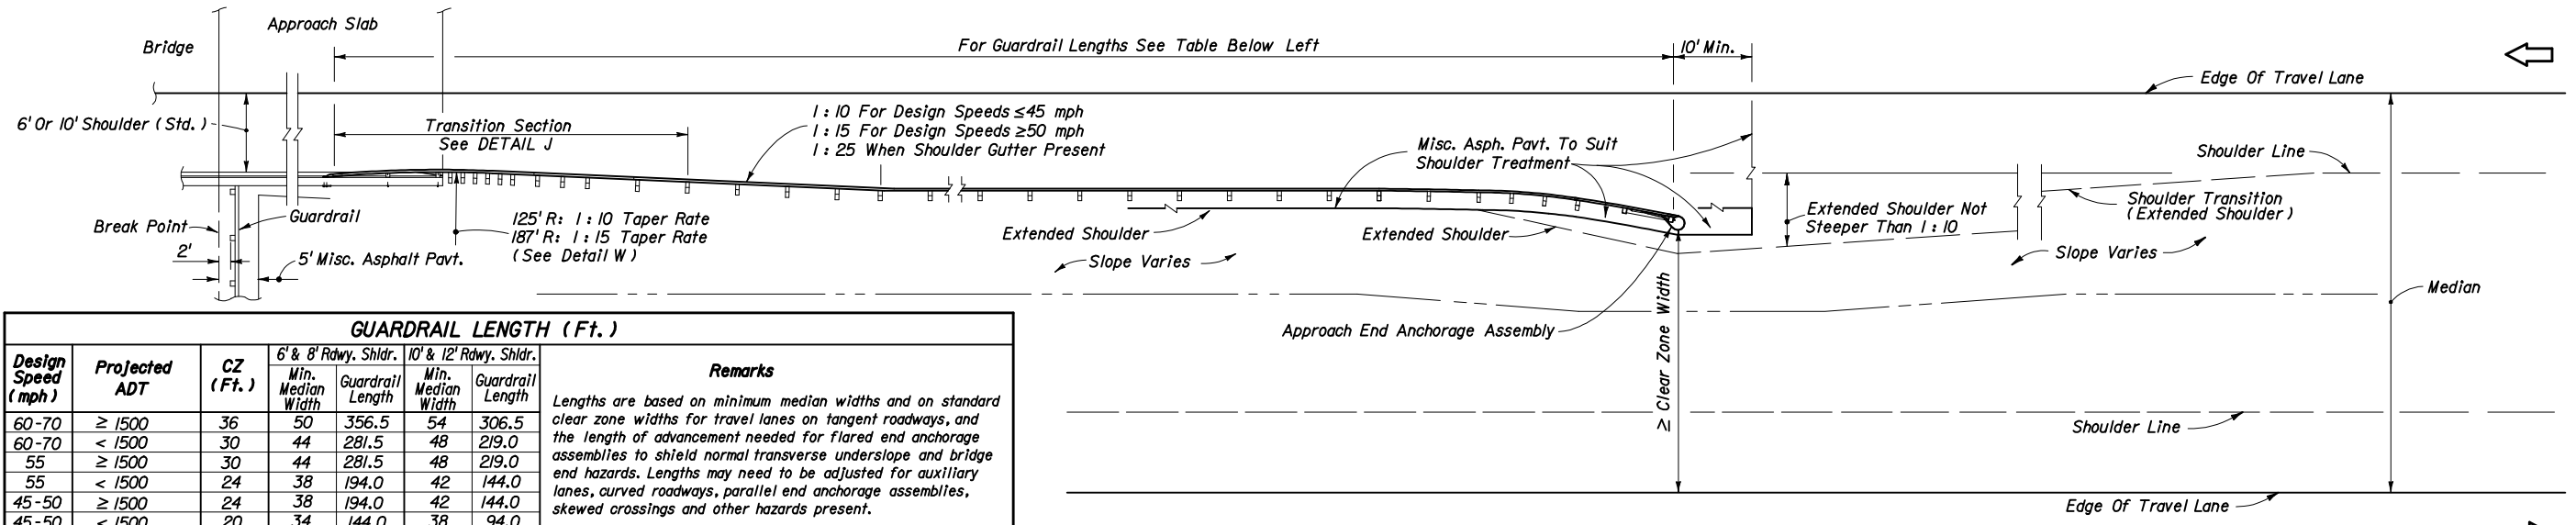 Approach Slab
Bridge
For Guardrail Lengths See Table Below Left
10' Min.
Edge Of Travel Lane
6' Or 10' Shoulder (Std.)
Transition Section
See DETAIL J
1:10 For Design Speeds ≤45 mph
1:15 For Design Speeds ≥50 mph
1:25 When Shoulder Gutter Present
Misc. Asph. Pavt. To Suit
Shoulder Treatment
Shoulder Line
Shoulder Transition
(Extended Shoulder)
Extended Shoulder Not
Steeper Than 1:10
Guardrail
Break Point
2'
5' Misc. Asphalt Pavt.
125' R: 1:10 Taper Rate
187' R: 1:15 Taper Rate
(See Detail W)
Extended Shoulder
Extended Shoulder
Slope Varies
Slope Varies
Median
≥ Clear Zone Width
Approach End Anchorage Assembly
Shoulder Line
Edge Of Travel Lane
GUARDRAIL LENGTH (Ft.)
Design Speed (mph) Projected ADT CZ (Ft.) 6' & 8' Rdwy. Shldr. 10' & 12' Rdwy. Shldr. Remarks
Min. Median Width Guardrail Length Min. Median Width Guardrail Length
60-70 ≥ 1500 36 50 356.5 54 306.5
60-70 < 1500 30 44 281.5 48 219.0
55 ≥ 1500 30 44 281.5 48 219.0
55 < 1500 24 38 194.0 42 144.0
45-50 ≥ 1500 24 38 194.0 42 144.0
45-50 < 1500 20 34 144.0 38 94.0
Lengths are based on minimum median widths and on standard
clear zone widths for travel lanes on tangent roadways, and
the length of advancement needed for flared end anchorage
assemblies to shield normal transverse underslope and bridge
end hazards. Lengths may need to be adjusted for auxiliary
lanes, curved roadways, parallel end anchorage assemblies,
skewed crossings and other hazards present.